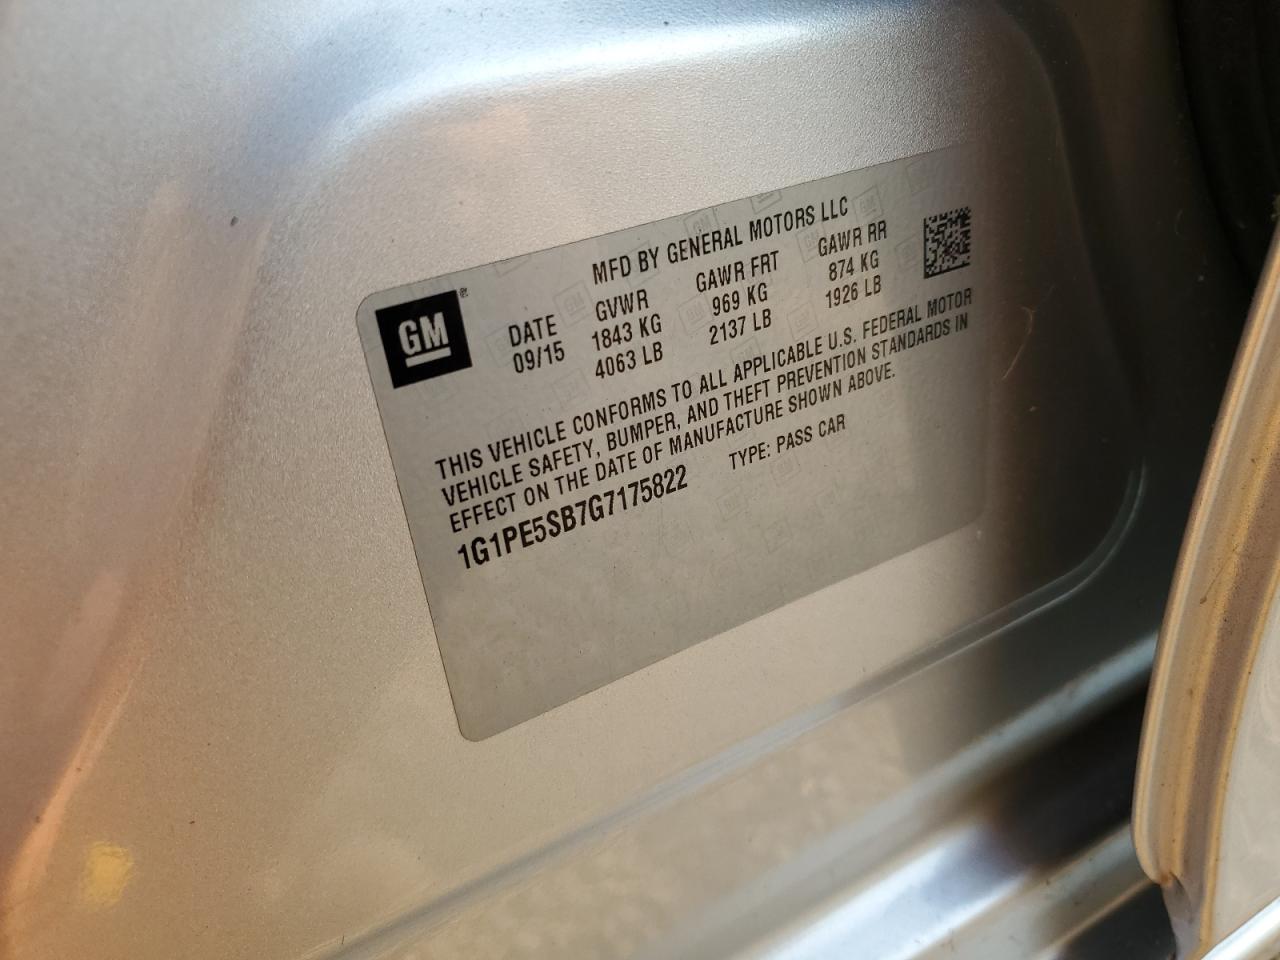 GM®
MFD BY GENERAL MOTORS LLC
DATE GVWR GAWR FRT GAWR RR
09/15 1843 KG 969 KG 874 KG
4063 LB 2137 LB 1926 LB
THIS VEHICLE CONFORMS TO ALL APPLICABLE U.S. FEDERAL MOTOR
VEHICLE SAFETY, BUMPER, AND THEFT PREVENTION STANDARDS IN
EFFECT ON THE DATE OF MANUFACTURE SHOWN ABOVE.
1G1PE5SB7G7175822 TYPE: PASS CAR